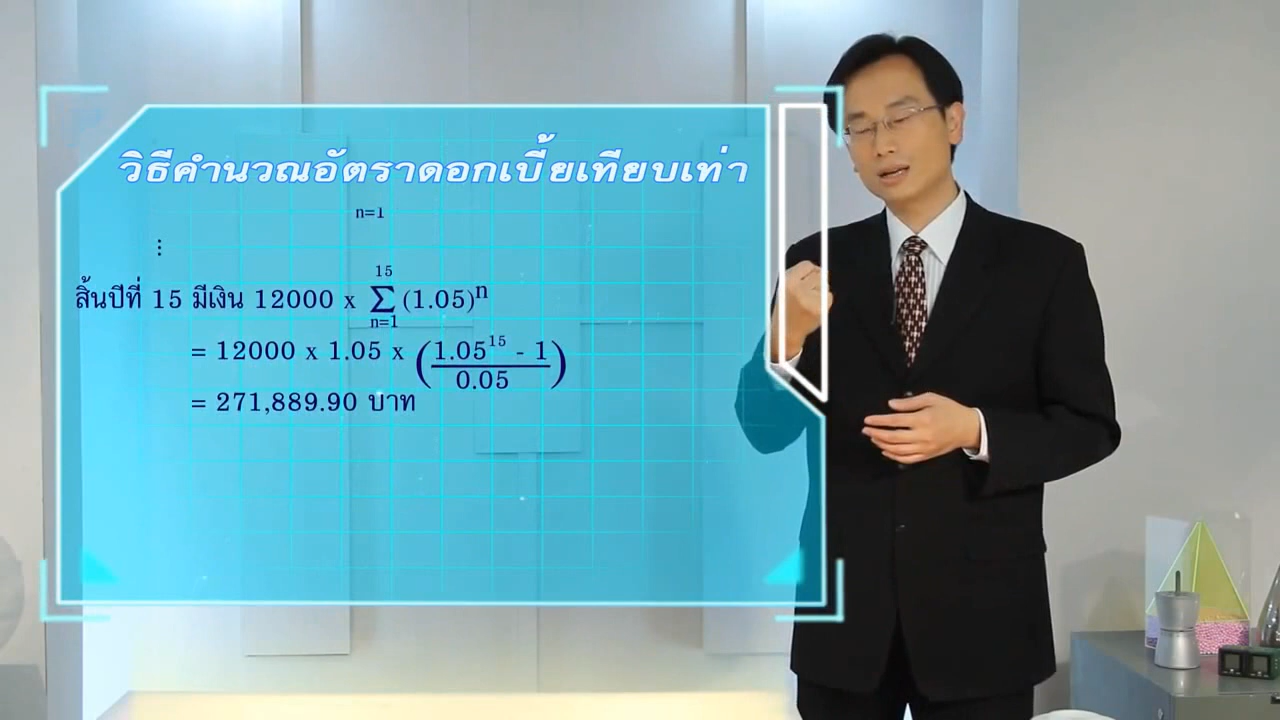 วิธีคำนวณอัตราดอกเบี้ยเทียบเท่า
n=1
⋮
สิ้นปีที่ 15 มีเงิน 12000 x 15 Σ n=1 (1.05)ⁿ
= 12000 x 1.05 x (1.05¹⁵ - 1 / 0.05)
= 271,889.90 บาท